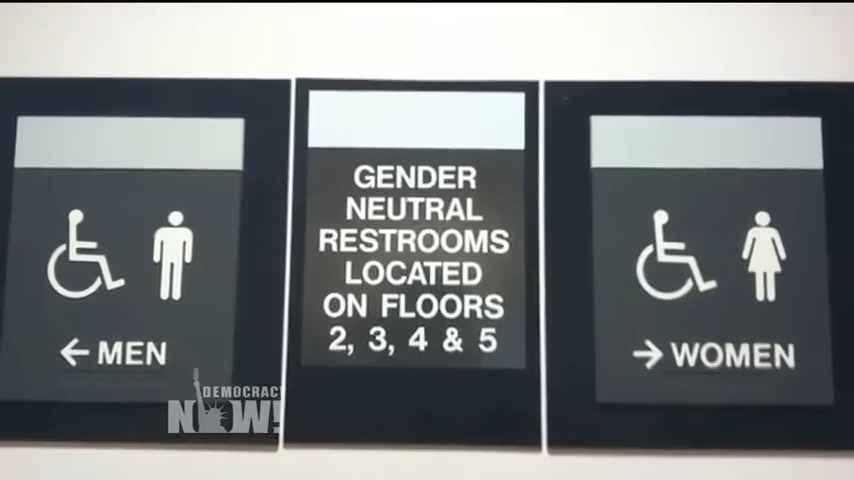 ← MEN
GENDER
NEUTRAL
RESTROOMS
LOCATED
ON FLOORS
2, 3, 4 & 5
→ WOMEN
DEMOCRACY
NOW!